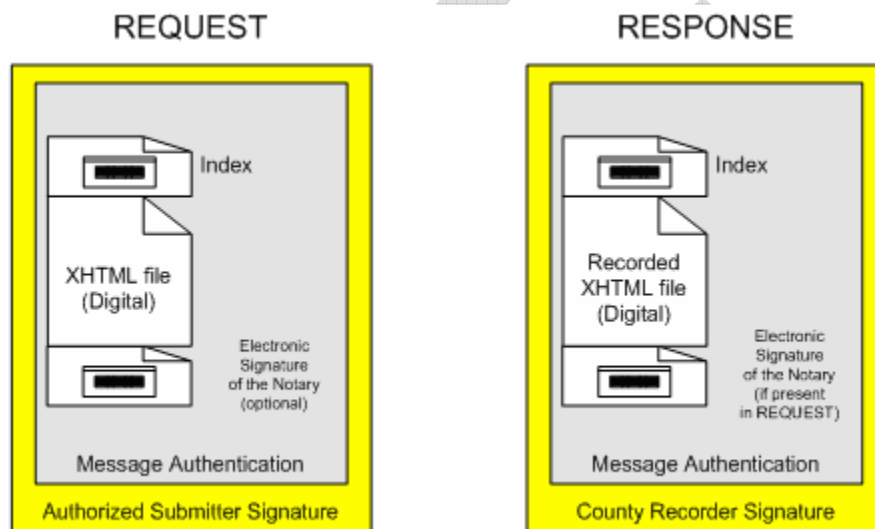 REQUEST
Index
XHTML file
(Digital)
Electronic
Signature
of the Notary
(optional)
Message Authentication
Authorized Submitter Signature
RESPONSE
Index
Recorded
XHTML file
(Digital)
Electronic
Signature
of the Notary
(if present
in REQUEST)
Message Authentication
County Recorder Signature